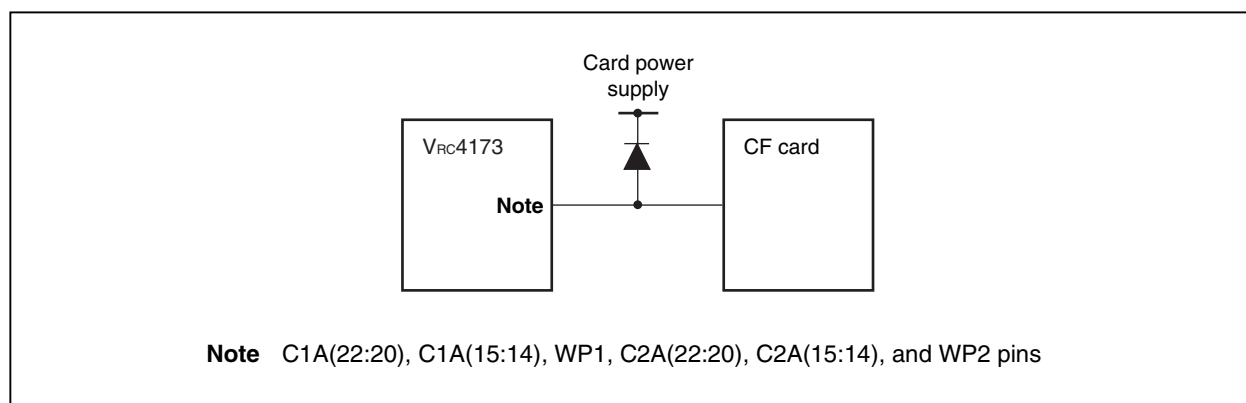 Card power
supply
VRC4173
CF card
Note
Note C1A(22:20), C1A(15:14), WP1, C2A(22:20), C2A(15:14), and WP2 pins